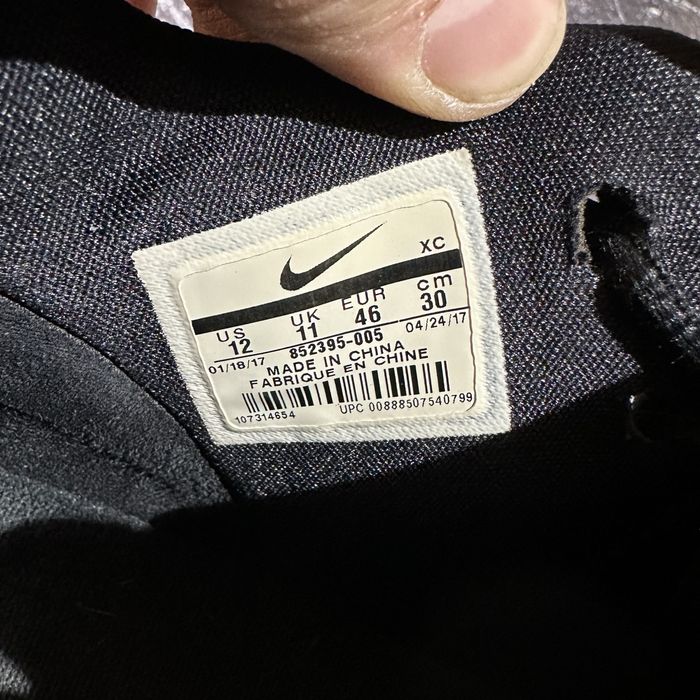 XC
US UK EUR cm
12 11 46 30
01/18/17 852395-005 04/24/17
MADE IN CHINA
FABRIQUE EN CHINE
107314654 UPC 00888507540799